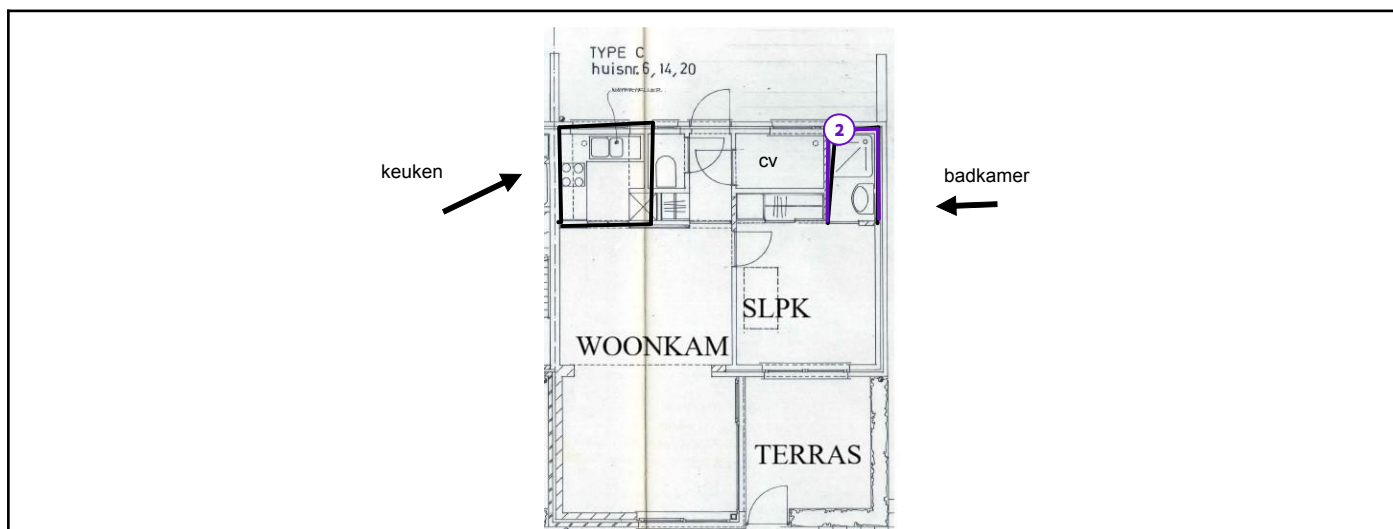 TYPE C
huisnr. 6, 14, 20
2
keuken
cv
badkamer
SLPK
WOONKAM
TERRAS